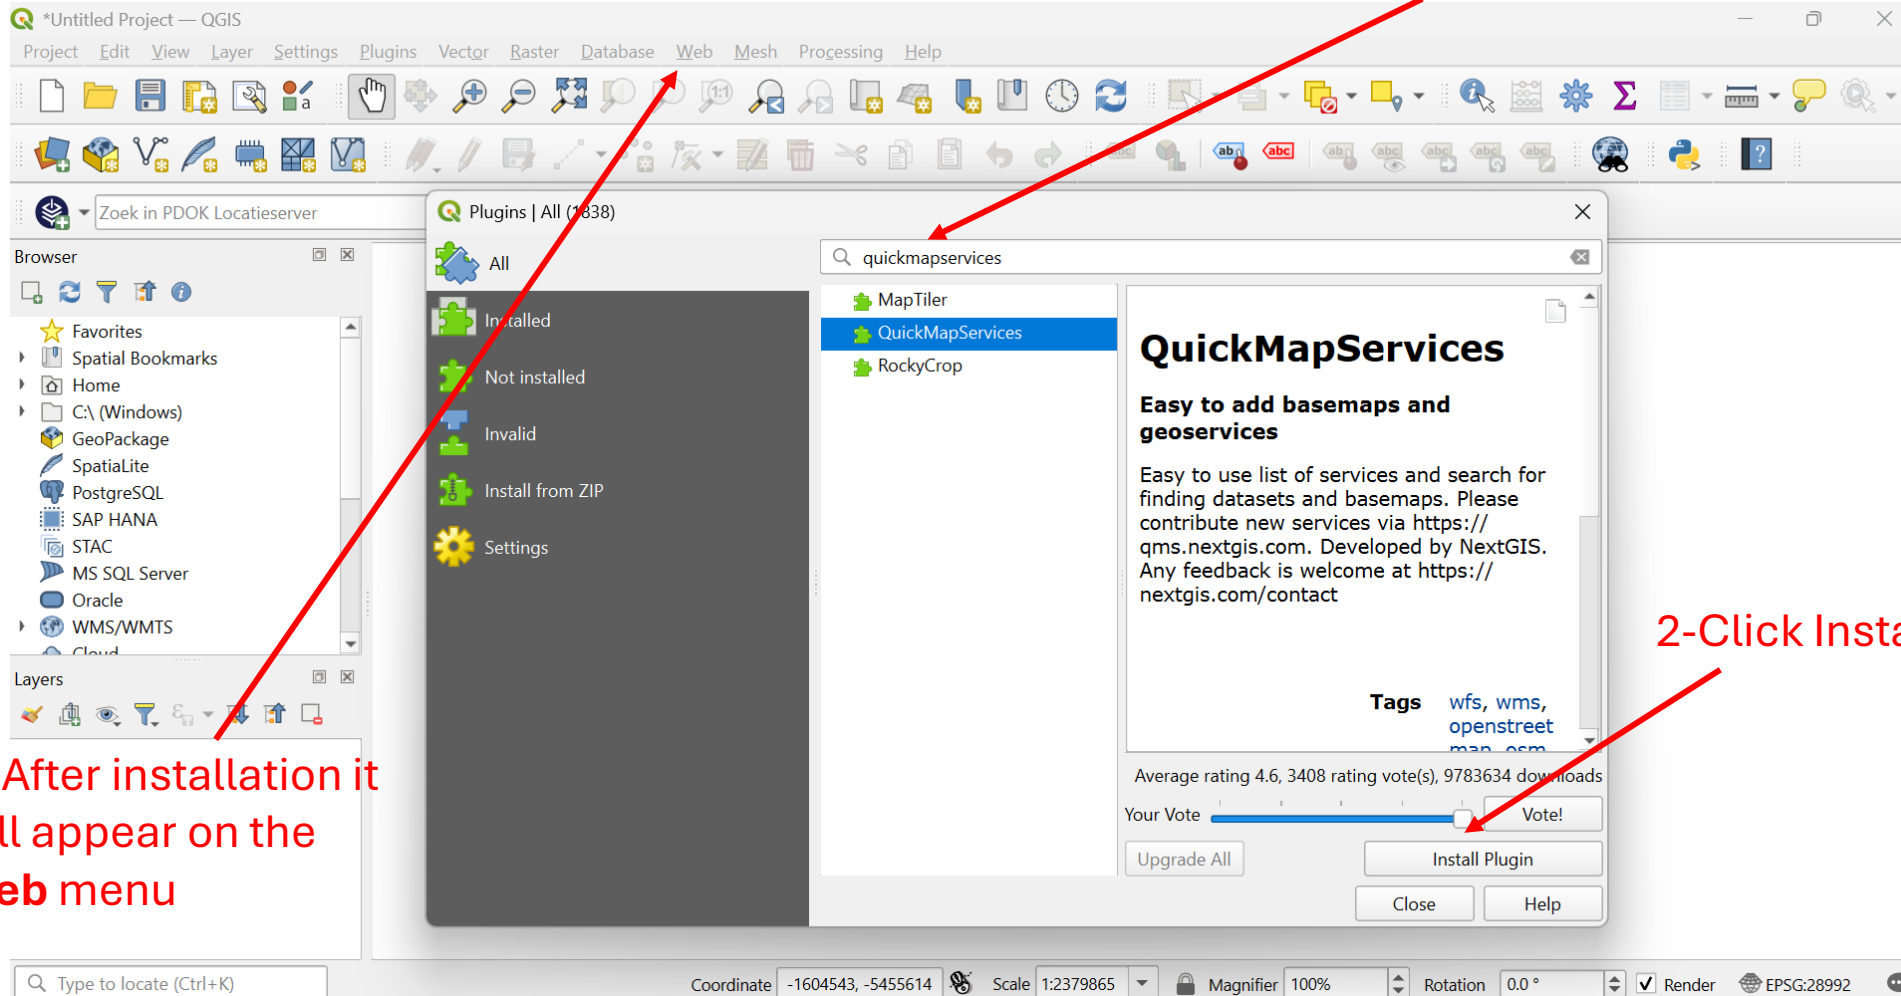 *Untitled Project — QGIS
Project Edit View Layer Settings Plugins Vector Raster Database Web Mesh Processing Help
Zoek in PDOK Locatieserver
Browser
Favorites
Spatial Bookmarks
Home
C:\ (Windows)
GeoPackage
SpatiaLite
PostgreSQL
SAP HANA
STAC
MS SQL Server
Oracle
WMS/WMTS
Cloud
Layers
After installation it
ll appear on the
eb menu
Plugins | All (1838)
All
Installed
Not installed
Invalid
Install from ZIP
Settings
quickmapservices
MapTiler
QuickMapServices
RockyCrop
QuickMapServices
Easy to add basemaps and
geoservices
Easy to use list of services and search for
finding datasets and basemaps. Please
contribute new services via https://
qms.nextgis.com. Developed by NextGIS.
Any feedback is welcome at https://
nextgis.com/contact
Tags wfs, wms,
openstreet
map, osm
Average rating 4.6, 3408 rating vote(s), 9783634 downloads
Your Vote Vote!
Upgrade All Install Plugin
Close Help
2-Click Insta
Type to locate (Ctrl+K) Coordinate -1604543, -5455614 Scale 1:2379865 Magnifier 100% Rotation 0.0 ° Render EPSG:28992